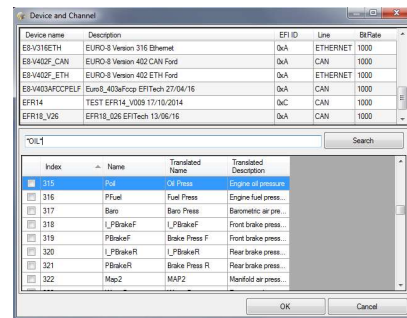 Device and Channel
Device name Description EFI ID Line BitRate
E8-V316ETH EURO-8 Version 316 Ethernet 0xA ETHERNET 1000
E8-V402F_CAN EURO-8 Version 402 CAN Ford 0xA CAN 1000
E8-V402F_ETH EURO-8 Version 402 ETH Ford 0xA ETHERNET 1000
E8-V403AFCCPELF Euro8_403aFccp EFITech 27/04/16 0xA CAN 1000
EFR14 TEST EFR14_V009 17/10/2014 0xC CAN 1000
EFR18_V26 EFR18_026 EFITech 13/06/16 0xA CAN 1000
*OIL* Search
Index Name Translated Name Translated Description
315 Poil Oil Press Engine oil pressure
316 PFuel Fuel Press Engine fuel press...
317 Baro Baro Press Barometric air pre...
318 I_PBrakeF I_PBrakeF Front brake press...
319 PBrakeF Brake Press F Front brake press...
320 I_PBrakeR I_PBrakeR Rear brake press...
321 PBrakeR Brake Press R Rear brake press...
322 Map2 MAP2 Manifold air press...
OK Cancel